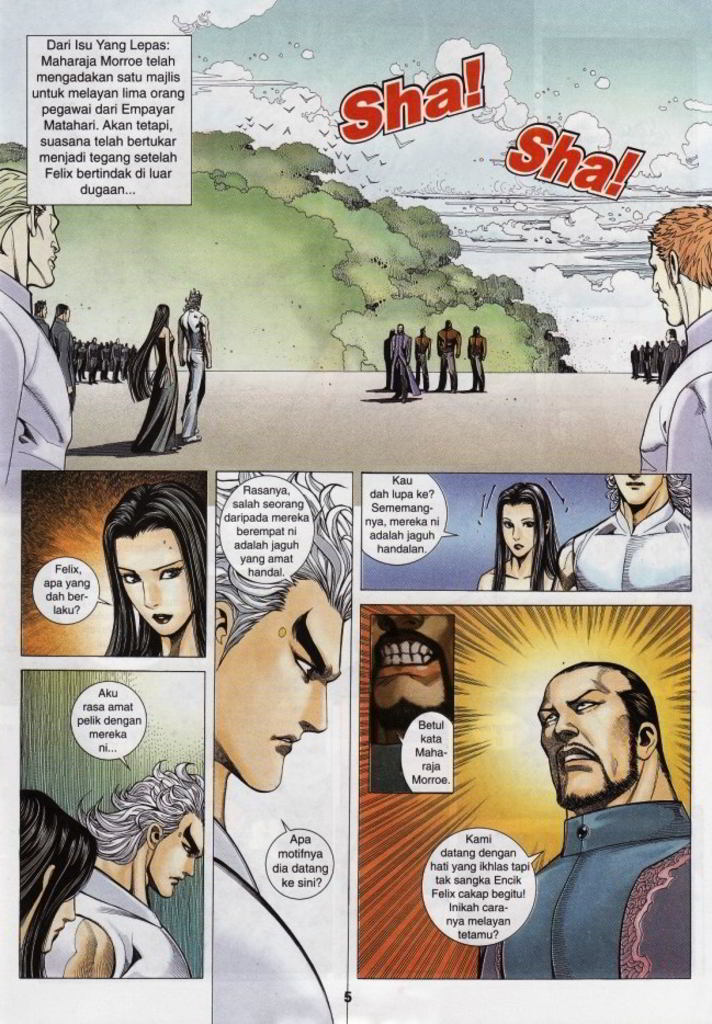 Dari Isu Yang Lepas:
Maharaja Morroe telah
mengadakan satu majlis
untuk melayan lima orang
pegawai dari Empayar
Matahari. Akan tetapi,
suasana telah bertukar
menjadi tegang setelah
Felix bertindak di luar
dugaan...
Sha!
Sha!
Felix,
apa yang
dah ber-
laku?
Rasanya,
salah seorang
daripada mereka
berempat ni
adalah jaguh
yang amat
handal.
Kau
dah lupa ke?
Sememang-
nya, mereka ni
adalah jaguh
handalan.
Aku
rasa amat
pelik dengan
mereka
ni...
Apa
motifnya
dia datang
ke sini?
Betul
kata
Maha-
raja
Morroe.
Kami
datang dengan
hati yang ikhlas tapi
tak sangka Encik
Felix cakap begitu!
Inikah cara-
nya melayan
tetamu?
5